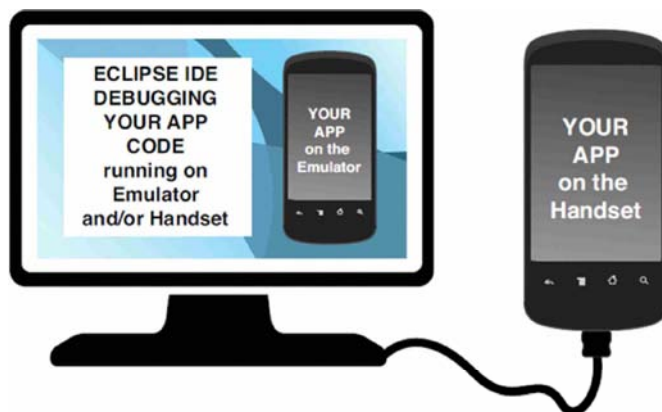 ECLIPSE IDE
DEBUGGING
YOUR APP
CODE
running on
Emulator
and/or Handset
YOUR
APP
on the
Emulator
YOUR
APP
on the
Handset